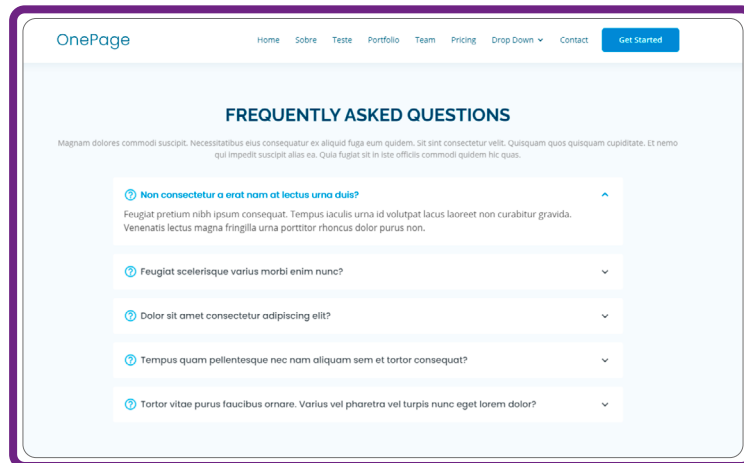 OnePage
Home Sobre Teste Portfolio Team Pricing Drop Down Contact Get Started
FREQUENTLY ASKED QUESTIONS
Magnam dolores commodi suscipit. Necessitatibus eius consequatur ex aliquid fuga eum quidem. Sit sint consectetur velit. Quisquam quos quisquam cupiditate. Et nemo
qui impedit suscipit alias ea. Quia fugiat sit in iste officiis commodi quidem hic quas.
Non consectetur a erat nam at lectus urna duis?
Feugiat pretium nibh ipsum consequat. Tempus iaculis urna id volutpat lacus laoreet non curabitur gravida.
Venenatis lectus magna fringilla urna porttitor rhoncus dolor purus non.
Feugiat scelerisque varius morbi enim nunc?
Dolor sit amet consectetur adipiscing elit?
Tempus quam pellentesque nec nam aliquam sem et tortor consequat?
Tortor vitae purus faucibus ornare. Varius vel pharetra vel turpis nunc eget lorem dolor?